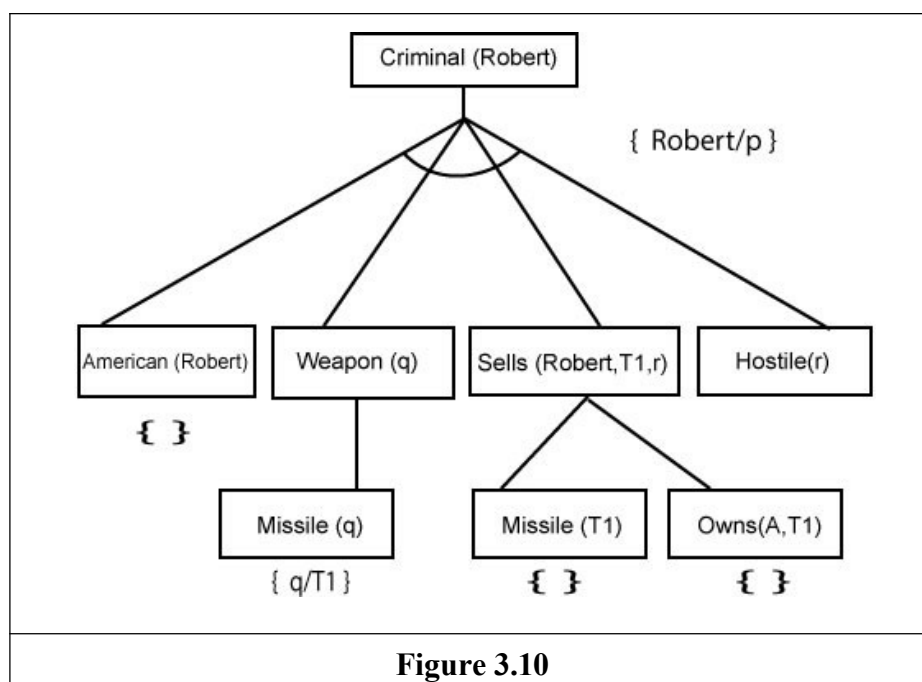 Criminal (Robert)
{ Robert/p }
American (Robert)
Weapon (q)
Sells (Robert,T1,r)
Hostile(r)
{ }
Missile (q)
Missile (T1)
Owns(A,T1)
{ q/T1 }
{ }
{ }
Figure 3.10